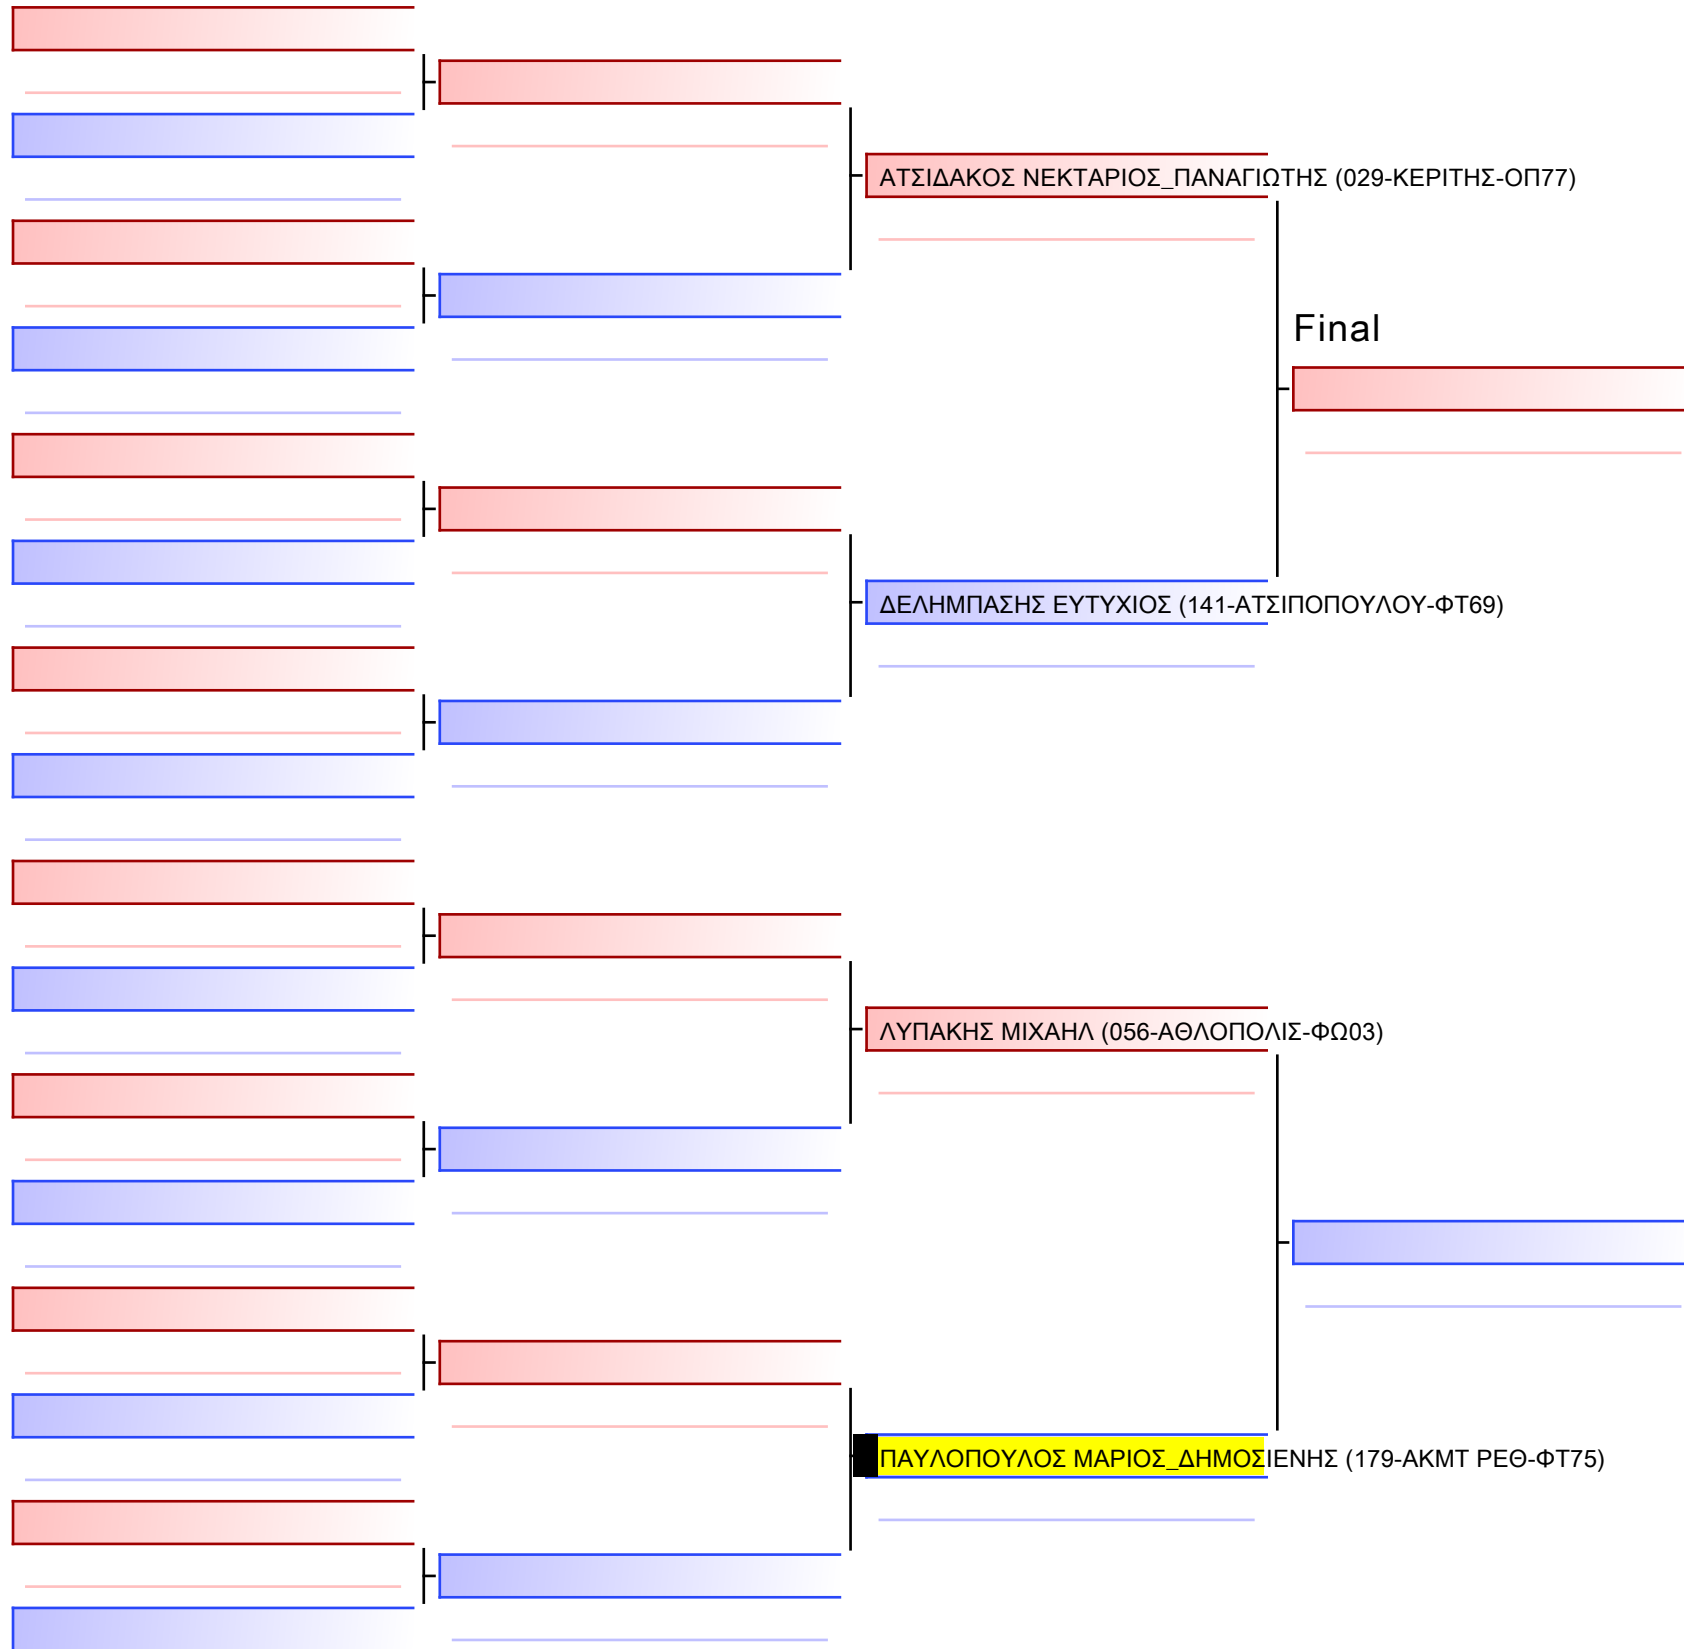 ΑΤΣΙΔΑΚΟΣ ΝΕΚΤΑΡΙΟΣ_ΠΑΝΑΓΙΩΤΗΣ (029-ΚΕΡΙΤΗΣ-ΟΠ77)
Final
ΔΕΛΗΜΠΑΣΗΣ ΕΥΤΥΧΙΟΣ (141-ΑΤΣΙΠΟΠΟΥΛΟΥ-ΦΤ69)
ΛΥΠΑΚΗΣ ΜΙΧΑΗΛ (056-ΑΘΛΟΠΟΛΙΣ-ΦΩ03)
ΠΑΥΛΟΠΟΥΛΟΣ ΜΑΡΙΟΣ_ΔΗΜΟΣΙΕΝΗΣ (179-ΑΚΜΤ ΡΕΘ-ΦΤ75)